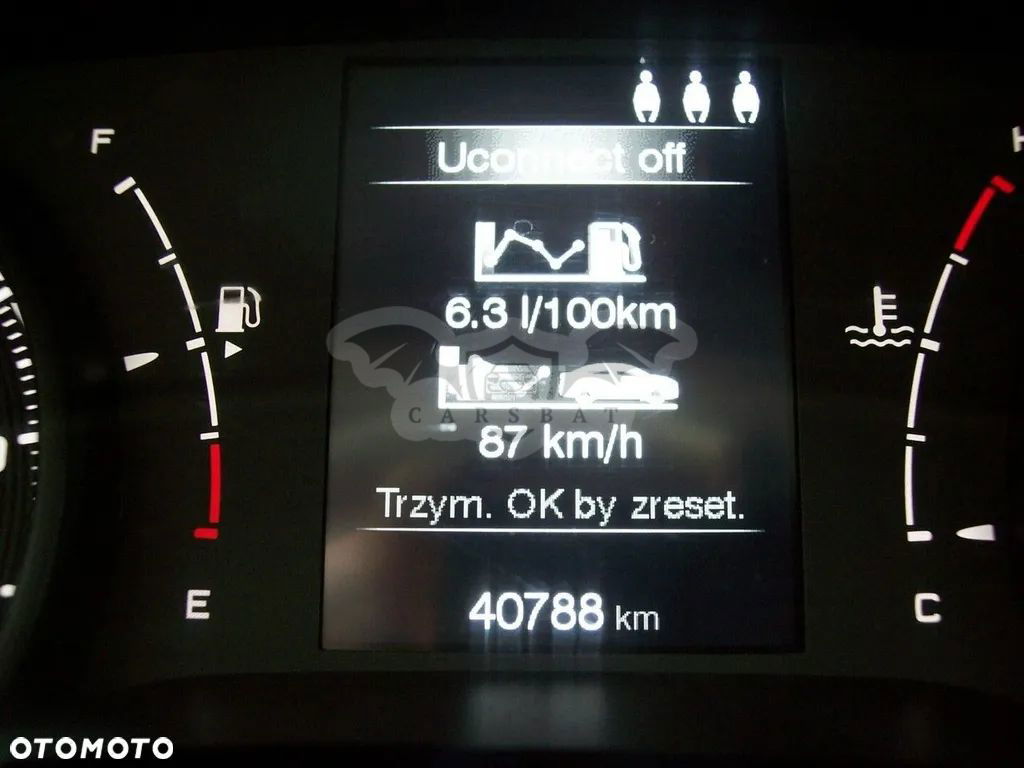 F
H
Uconnect off
6.3 l/100km
CARSBAT
87 km/h
Trzym. OK by zreset.
E
40788 km
C
OTOMOTO